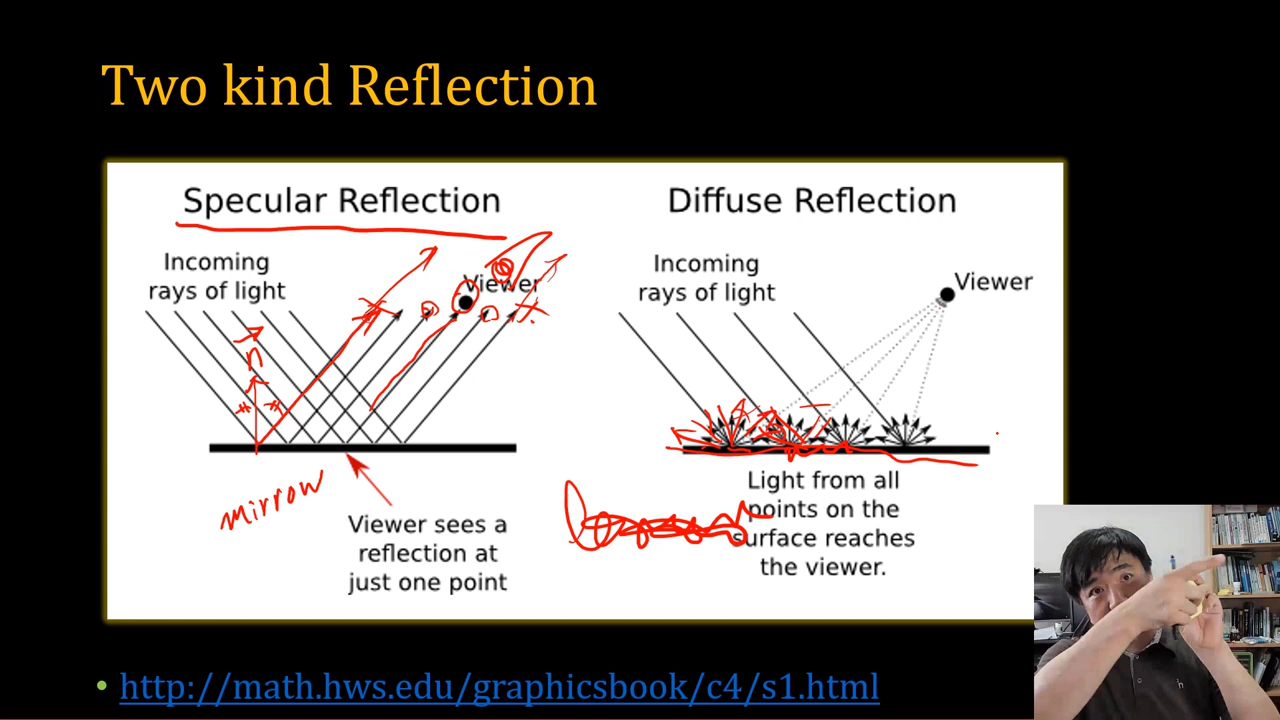 Two kind Reflection
Specular Reflection
Incoming
rays of light
Viewer
n
mirrow
Viewer sees a
reflection at
just one point
Diffuse Reflection
Incoming
rays of light
Viewer
Light from all
points on the
surface reaches
the viewer.
• http://math.hws.edu/graphicsbook/c4/s1.html